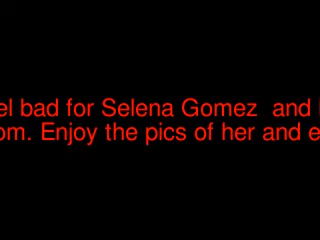 el bad for Selena Gomez and
om. Enjoy the pics of her and e